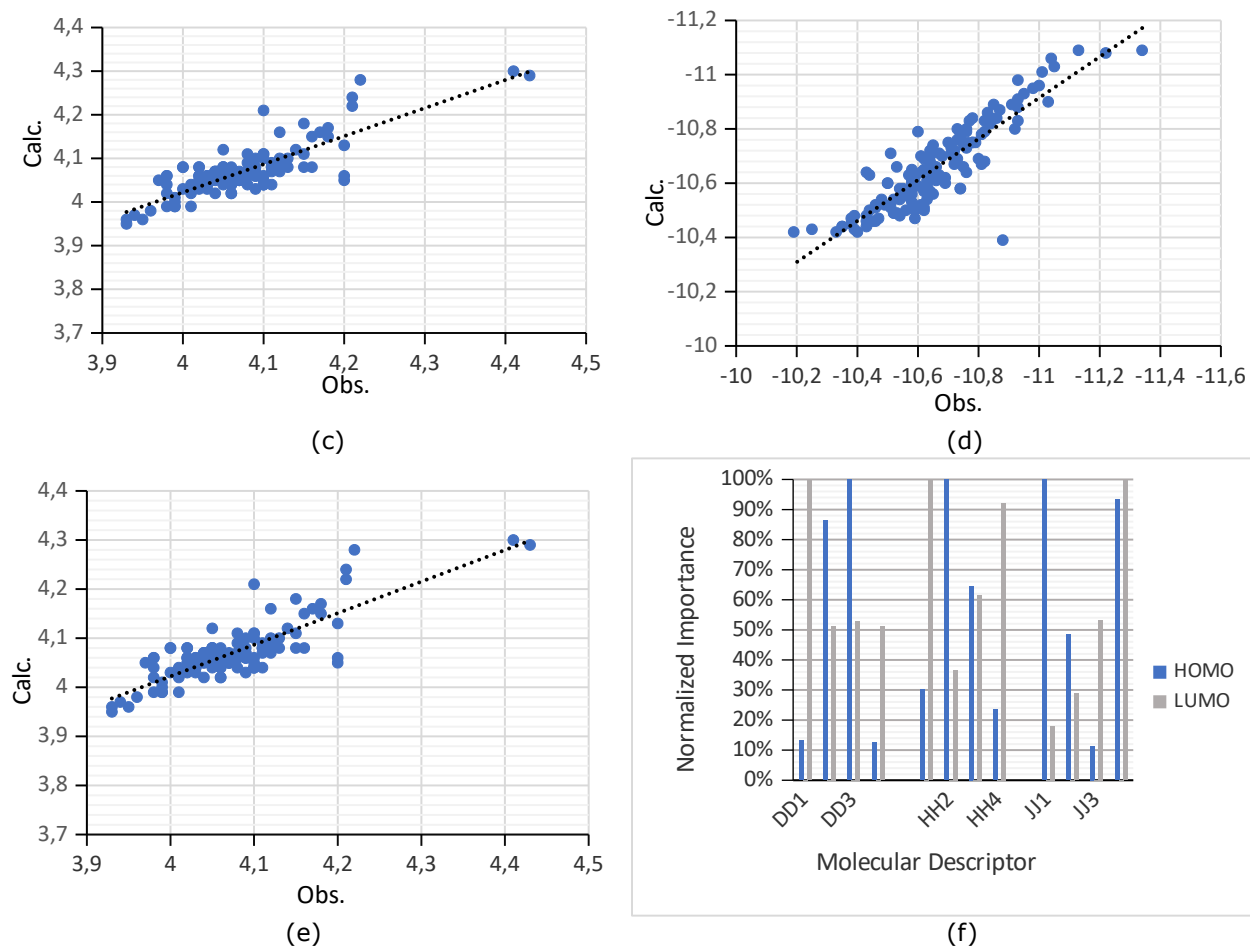 4,4
4,3
4,2
4,1
4
3,9
3,8
3,7
Calc.
3,9 4 4,1 4,2 4,3 4,4 4,5
Obs.
(c)
-11,2
-11
-10,8
-10,6
-10,4
-10,2
-10
Calc.
-10 -10,2 -10,4 -10,6 -10,8 -11 -11,2 -11,4 -11,6
Obs.
(d)
4,4
4,3
4,2
4,1
4
3,9
3,8
3,7
Calc.
3,9 4 4,1 4,2 4,3 4,4 4,5
Obs.
(e)
100%
90%
80%
70%
60%
50%
40%
30%
20%
10%
0%
Normalized Importance
DD1 DD3 HH2 HH4 JJ1 JJ3
Molecular Descriptor
HOMO
LUMO
(f)